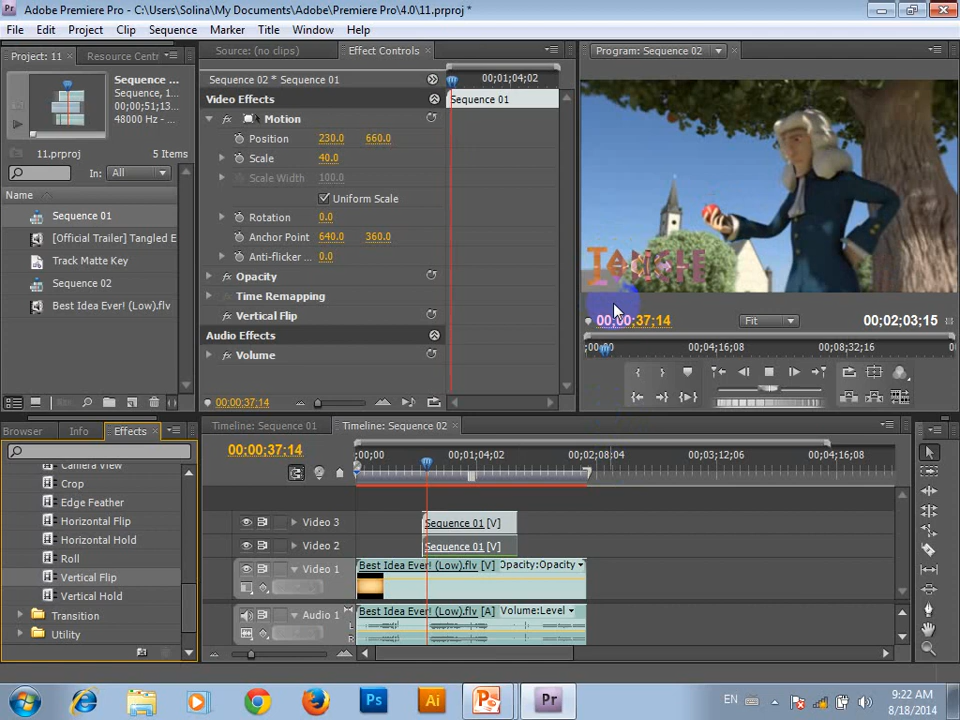 Adobe Premiere Pro - C:\Users\Solina\My Documents\Adobe\Premiere Pro\4.0\11.prproj *
File Edit Project Clip Sequence Marker Title Window Help
Project: 11 Resource Centr
Source: (no clips) Effect Controls
Program: Sequence 02
Sequence ...
Sequence, 1...
00;00;51;13...
48000 Hz - ...
11.prproj 5 Items
In: All
Name
Sequence 01
[Official Trailer] Tangled E
Track Matte Key
Sequence 02
Best Idea Ever! (Low).flv
Sequence 02 * Sequence 01 00;01;04;02
Video Effects Sequence 01
Motion
Position 230.0 660.0
Scale 40.0
Scale Width 100.0
Uniform Scale
Rotation 0.0
Anchor Point 640.0 360.0
Anti-flicker ... 0.0
Opacity
Time Remapping
Vertical Flip
Audio Effects
Volume
00;00;37;14
00;00;37;14 Fit 00;02;03;15
;00;00 00;04;16;08 00;08;32;16 0
Browser Info Effects
Camera View
Crop
Edge Feather
Horizontal Flip
Horizontal Hold
Roll
Vertical Flip
Vertical Hold
Transition
Utility
Timeline: Sequence 01 Timeline: Sequence 02
00;00;37;14
;00;00 00;01;04;02 00;02;08;04 00;03;12;06 00;04;16;08
Video 3 Sequence 01 [V]
Video 2 Sequence 01 [V]
Video 1 Best Idea Ever! (Low).flv [V] Opacity:Opacity
Audio 1 Best Idea Ever! (Low).flv [A] Volume:Level
L
R
Ps Ai Pr
EN 9:22 AM
8/18/2014